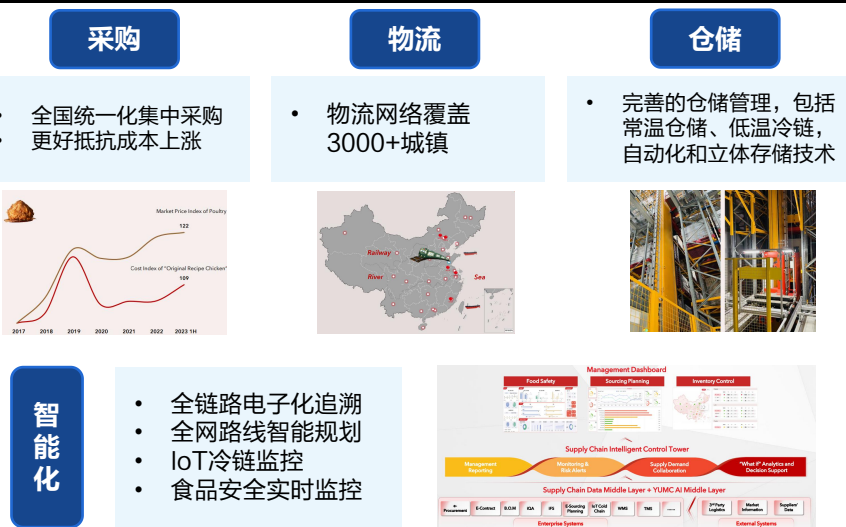 采购
物流
仓储
• 全国统一化集中采购
• 更好抵抗成本上涨
• 物流网络覆盖
3000+城镇
• 完善的仓储管理，包括
常温仓储、低温冷链，
自动化和立体存储技术
Market Price Index of Poultry
122
Cost Index of "Original Recipe Chicken"
109
2017 2018 2019 2020 2021 2022 2023 1H
Railway
River
Sea
智能化
• 全链路电子化追溯
• 全网路线智能规划
• IoT冷链监控
• 食品安全实时监控
Management Dashboard
Food Safety
Sourcing Planning
Inventory Control
Supply Chain Intelligent Control Tower
Management
Reporting
Monitoring &
Risk Alerts
Supply Demand
Collaboration
"What If" Analytics and
Decision Support
Supply Chain Data Middle Layer + YUMC AI Middle Layer
e-
Procurement
E-Contract
B.O.M
iQA
iFS
E-Sourcing
Planning
IoT Cold
Chain
WMS
TMS
......
3rd Party
Logistics
Market
Information
Suppliers'
Data
Enterprise Systems
External Systems